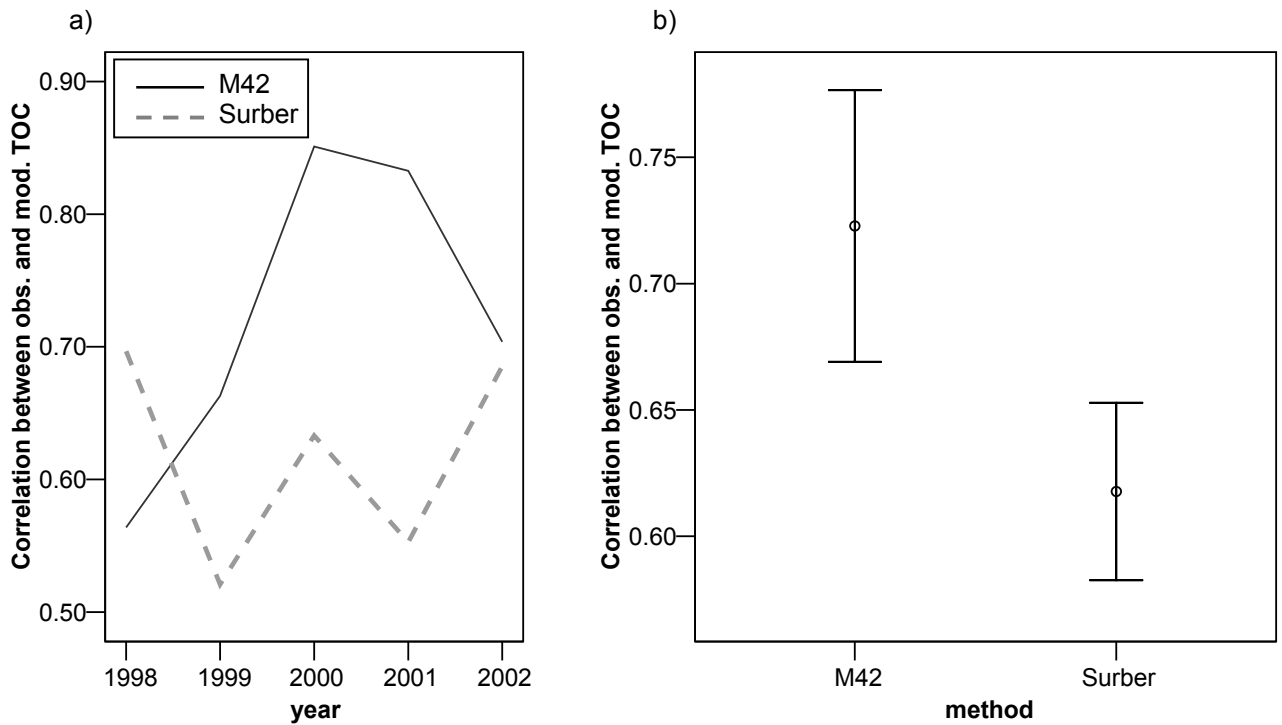 a)
Correlation between obs. and mod. TOC
0.90
0.80
0.70
0.60
0.50
M42
Surber
1998 1999 2000 2001 2002
year
b)
Correlation between obs. and mod. TOC
0.75
0.70
0.65
0.60
M42 Surber
method